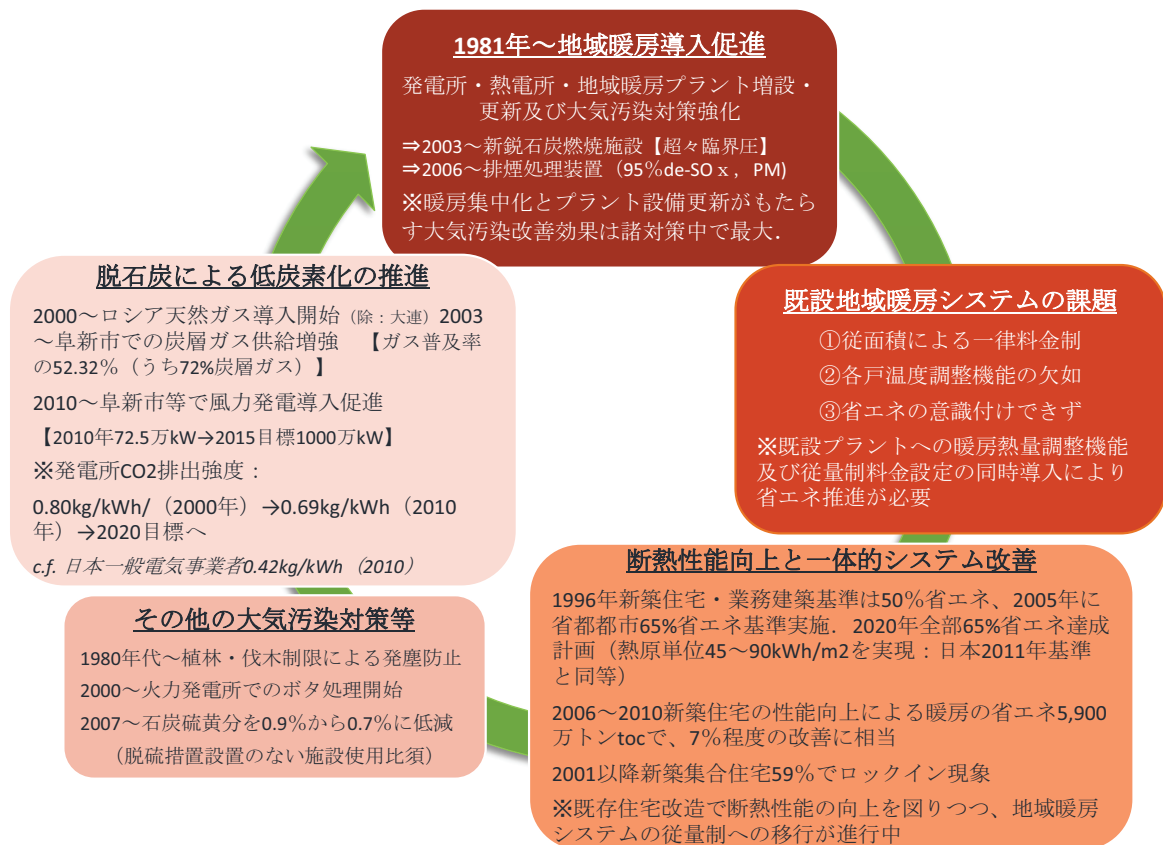 1981年～地域暖房導入促進
発電所・熱電所・地域暖房プラント増設・
更新及び大気汚染対策強化
⇒2003～新鋭石炭燃焼施設【超々臨界圧】
⇒2006～排煙処理装置（95％de-SOｘ，PM)
※暖房集中化とプラント設備更新がもたら
す大気汚染改善効果は諸対策中で最大．
既設地域暖房システムの課題
①従面積による一律料金制
②各戸温度調整機能の欠如
③省エネの意識付けできず
※既設プラントへの暖房熱量調整機能
及び従量制料金設定の同時導入により
省エネ推進が必要
断熱性能向上と一体的システム改善
1996年新築住宅・業務建築基準は50％省エネ、2005年に
省都都市65%省エネ基準実施．2020年全部65%省エネ達成
計画（熱原単位45～90kWh/m2を実現：日本2011年基準
と同等）
2006～2010新築住宅の性能向上による暖房の省エネ5,900
万トンtocで、7％程度の改善に相当
2001以降新築集合住宅59％でロックイン現象
※既存住宅改造で断熱性能の向上を図りつつ、地域暖房
システムの従量制への移行が進行中
その他の大気汚染対策等
1980年代～植林・伐木制限による発塵防止
2000～火力発電所でのボタ処理開始
2007～石炭硫黄分を0.9％から0.7％に低減
（脱硫措置設置のない施設使用比須）
脱石炭による低炭素化の推進
2000～ロシア天然ガス導入開始（除：大連）2003
～阜新市での炭層ガス供給増強　【ガス普及率
の52.32％（うち72%炭層ガス）】
2010～阜新市等で風力発電導入促進
【2010年72.5万kW→2015目標1000万kW】
※発電所CO2排出強度：
0.80kg/kWh/（2000年）→0.69kg/kWh（2010
年）→2020目標へ
c.f. 日本一般電気事業者0.42kg/kWh（2010）